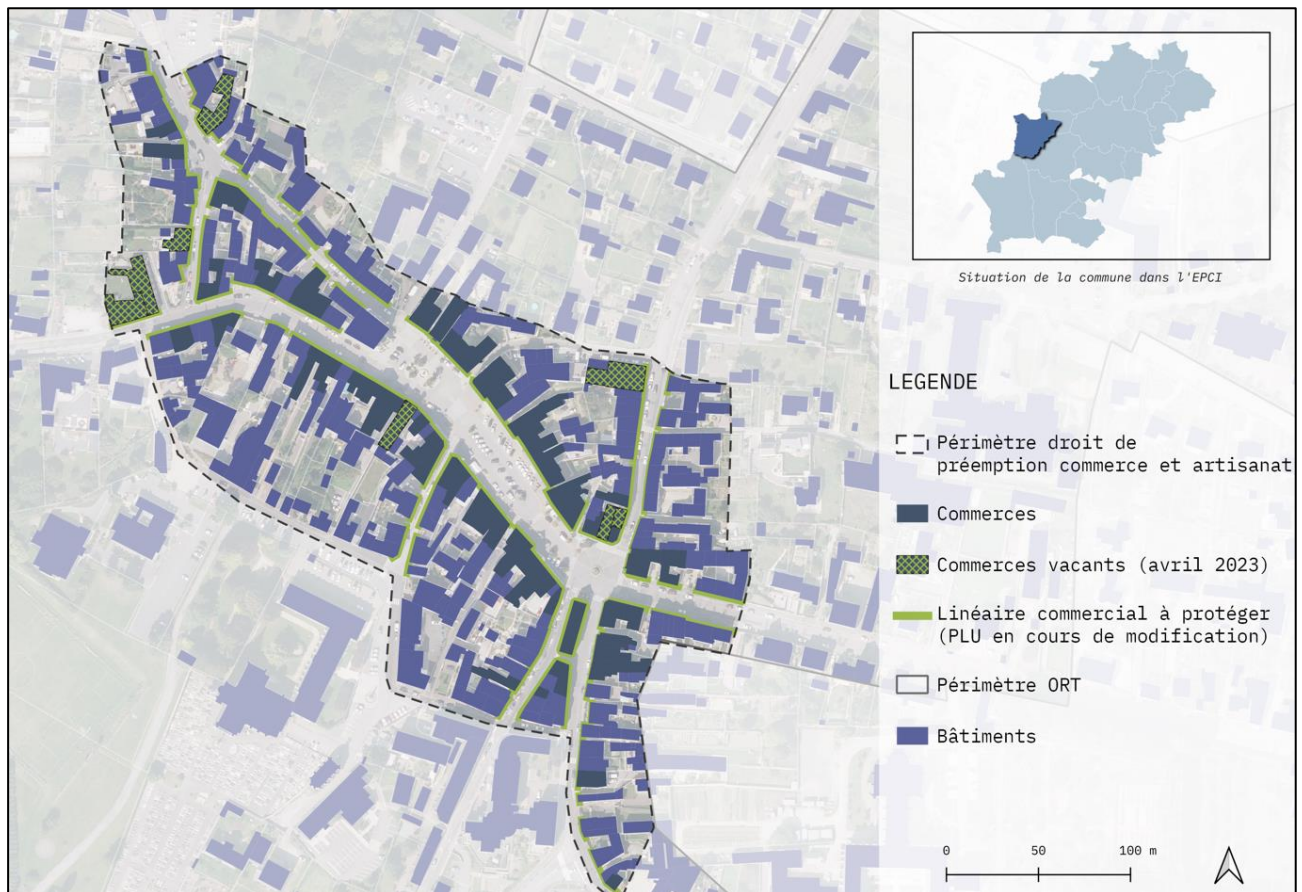 Situation de la commune dans l'EPCI
LEGENDE
Périmètre droit de
préemption commerce et artisanat
Commerces
Commerces vacants (avril 2023)
Linéaire commercial à protéger
(PLU en cours de modification)
Périmètre ORT
Bâtiments
0 50 100 m